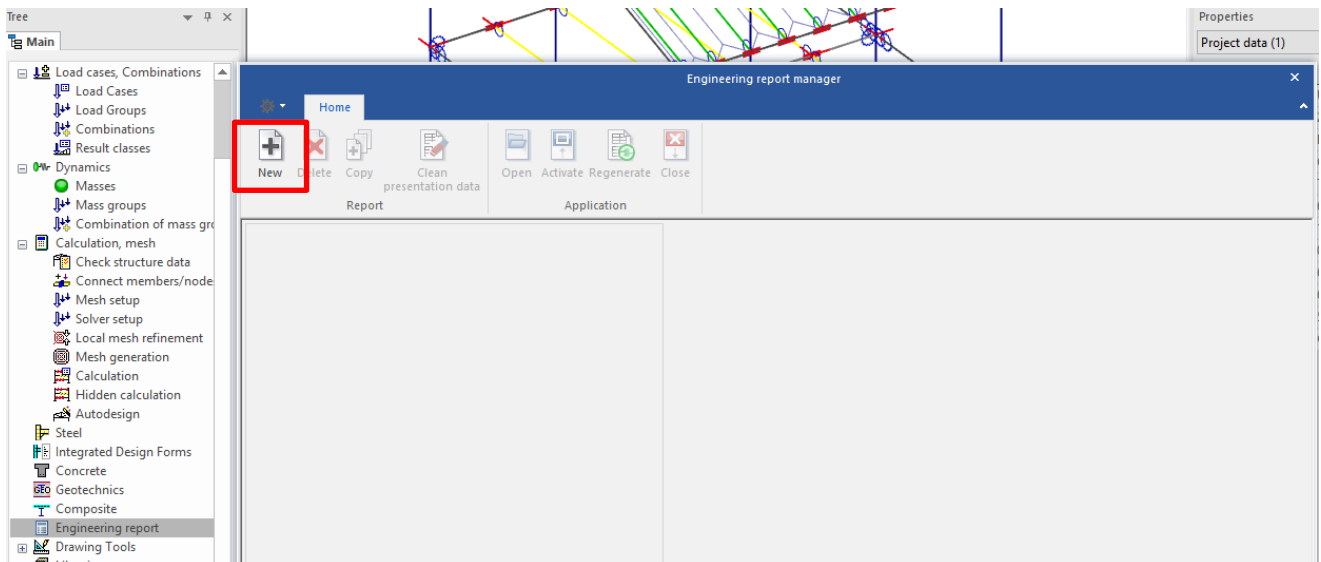 Tree
Main
Load cases, Combinations
Load Cases
Load Groups
Combinations
Result classes
Dynamics
Masses
Mass groups
Combination of mass gro
Calculation, mesh
Check structure data
Connect members/node
Mesh setup
Solver setup
Local mesh refinement
Mesh generation
Calculation
Hidden calculation
Autodesign
Steel
Integrated Design Forms
Concrete
Geotechnics
Composite
Engineering report
Drawing Tools
Engineering report manager
Home
New
Delete
Copy
Clean
presentation data
Open
Activate
Regenerate
Close
Report
Application
Properties
Project data (1)